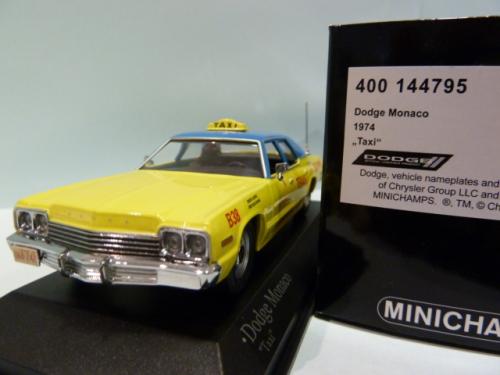 TAXI
B38
Dodge Monaco
"Taxi"
400 144795
Dodge Monaco
1974
„Taxi“
DODGE
Dodge, vehicle nameplates and
of Chrysler Group LLC and
MINICHAMPS. ®, TM, © Ch
MINICHA